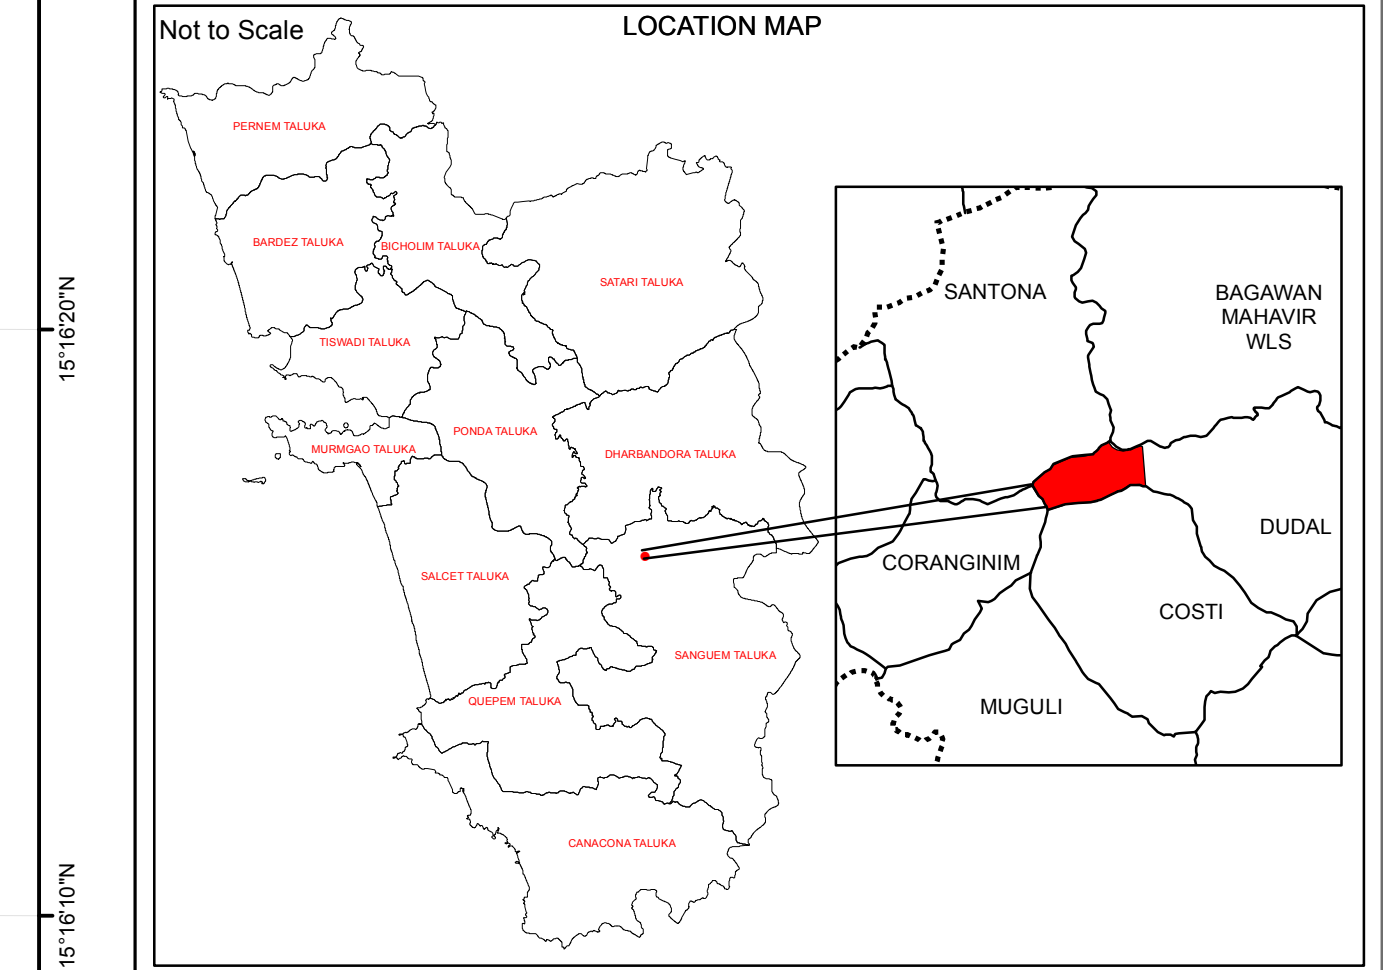 Not to Scale
LOCATION MAP
PERNEM TALUKA
BARDEZ TALUKA
BICHOLIM TALUKA
SATARI TALUKA
TISWADI TALUKA
PONDA TALUKA
MURMGAO TALUKA
DHARBANDORA TALUKA
SALCET TALUKA
SANGUEM TALUKA
QUEPEM TALUKA
CANACONA TALUKA
SANTONA
BAGAWAN
MAHAVIR
WLS
DUDAL
CORANGINIM
COSTI
MUGULI
15°16'20"N
15°16'10"N